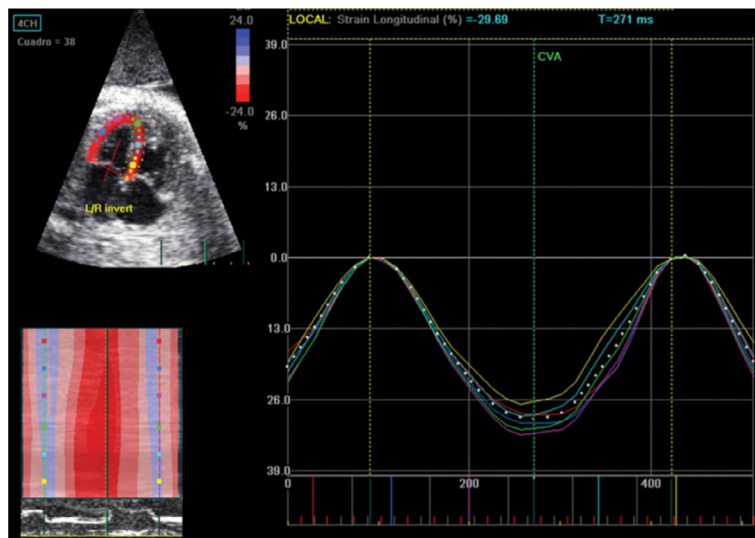 4CH
Cuadro = 38
24.0
-24.0
%
L/R invert
LOCAL: Strain Longitudinal (%) =-29.69 T=271 ms
CVA
39.0
26.0
13.0
0.0
13.0
26.0
39.0
0
200
400